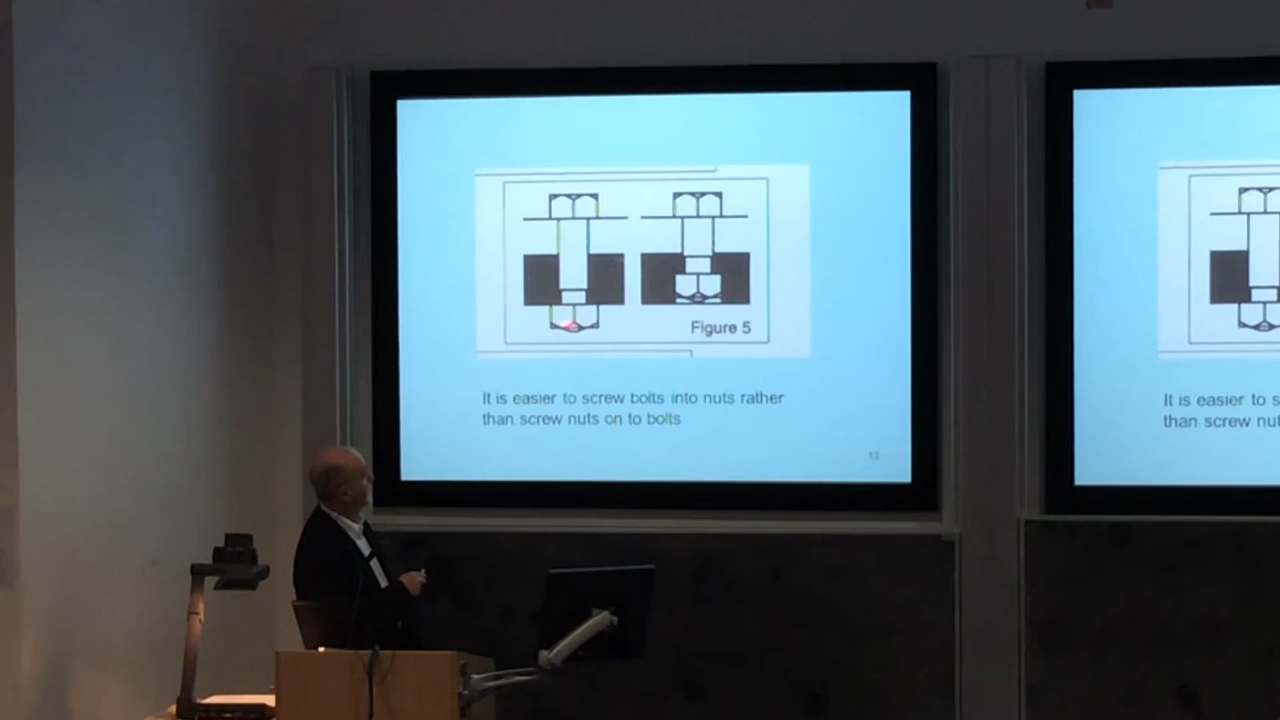 Figure 5
It is easier to screw bolts into nuts rather
than screw nuts on to bolts
13
It is easier to s
than screw nut